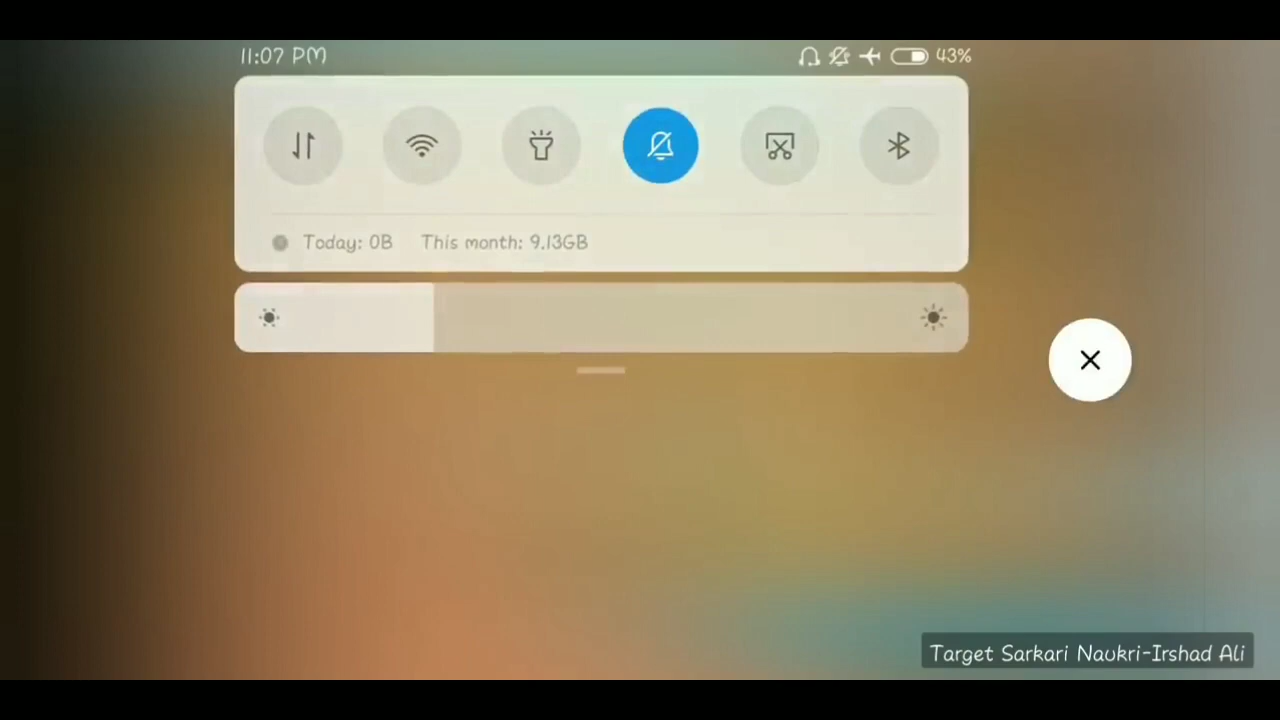 11:07 PM 43%
Today: 0B This month: 9.13GB
Target Sarkari Naukri-Irshad Ali